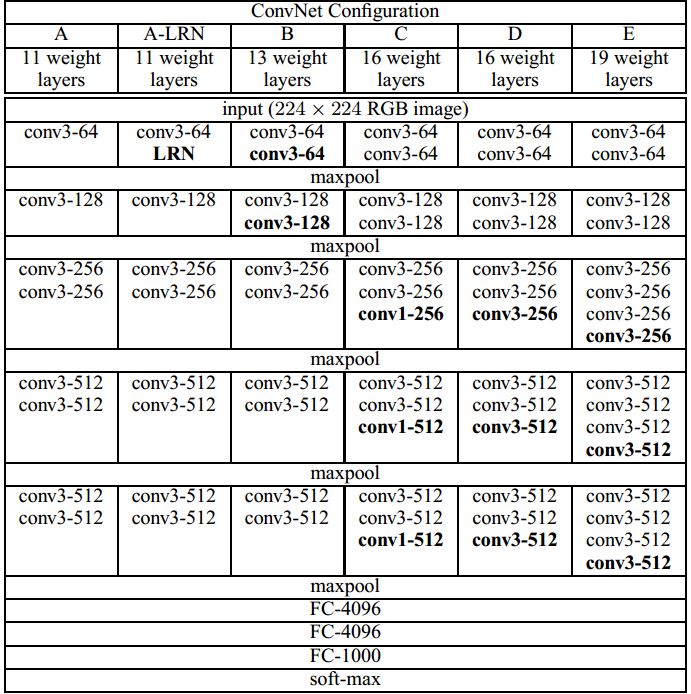 ConvNet Configuration
A A-LRN B C D E
11 weight 11 weight 13 weight 16 weight 16 weight 19 weight
layers layers layers layers layers layers
input (224 × 224 RGB image)
conv3-64 conv3-64 conv3-64 conv3-64 conv3-64 conv3-64
LRN conv3-64 conv3-64 conv3-64 conv3-64
maxpool
conv3-128 conv3-128 conv3-128 conv3-128 conv3-128 conv3-128
conv3-128 conv3-128 conv3-128 conv3-128
maxpool
conv3-256 conv3-256 conv3-256 conv3-256 conv3-256 conv3-256
conv3-256 conv3-256 conv3-256 conv3-256 conv3-256 conv3-256
conv1-256 conv3-256 conv3-256
conv3-256
maxpool
conv3-512 conv3-512 conv3-512 conv3-512 conv3-512 conv3-512
conv3-512 conv3-512 conv3-512 conv3-512 conv3-512 conv3-512
conv1-512 conv3-512 conv3-512
conv3-512
maxpool
conv3-512 conv3-512 conv3-512 conv3-512 conv3-512 conv3-512
conv3-512 conv3-512 conv3-512 conv3-512 conv3-512 conv3-512
conv1-512 conv3-512 conv3-512
conv3-512
maxpool
FC-4096
FC-4096
FC-1000
soft-max